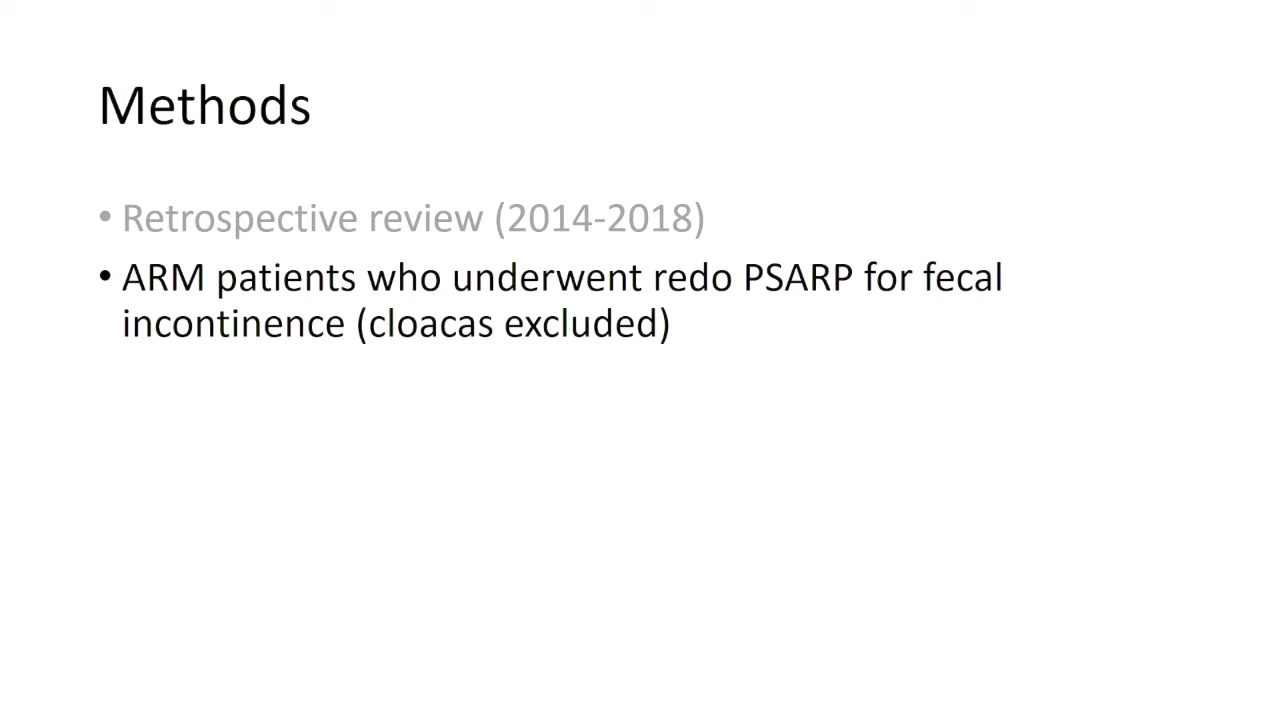 Methods
• Retrospective review (2014-2018)
• ARM patients who underwent redo PSARP for fecal
incontinence (cloacas excluded)